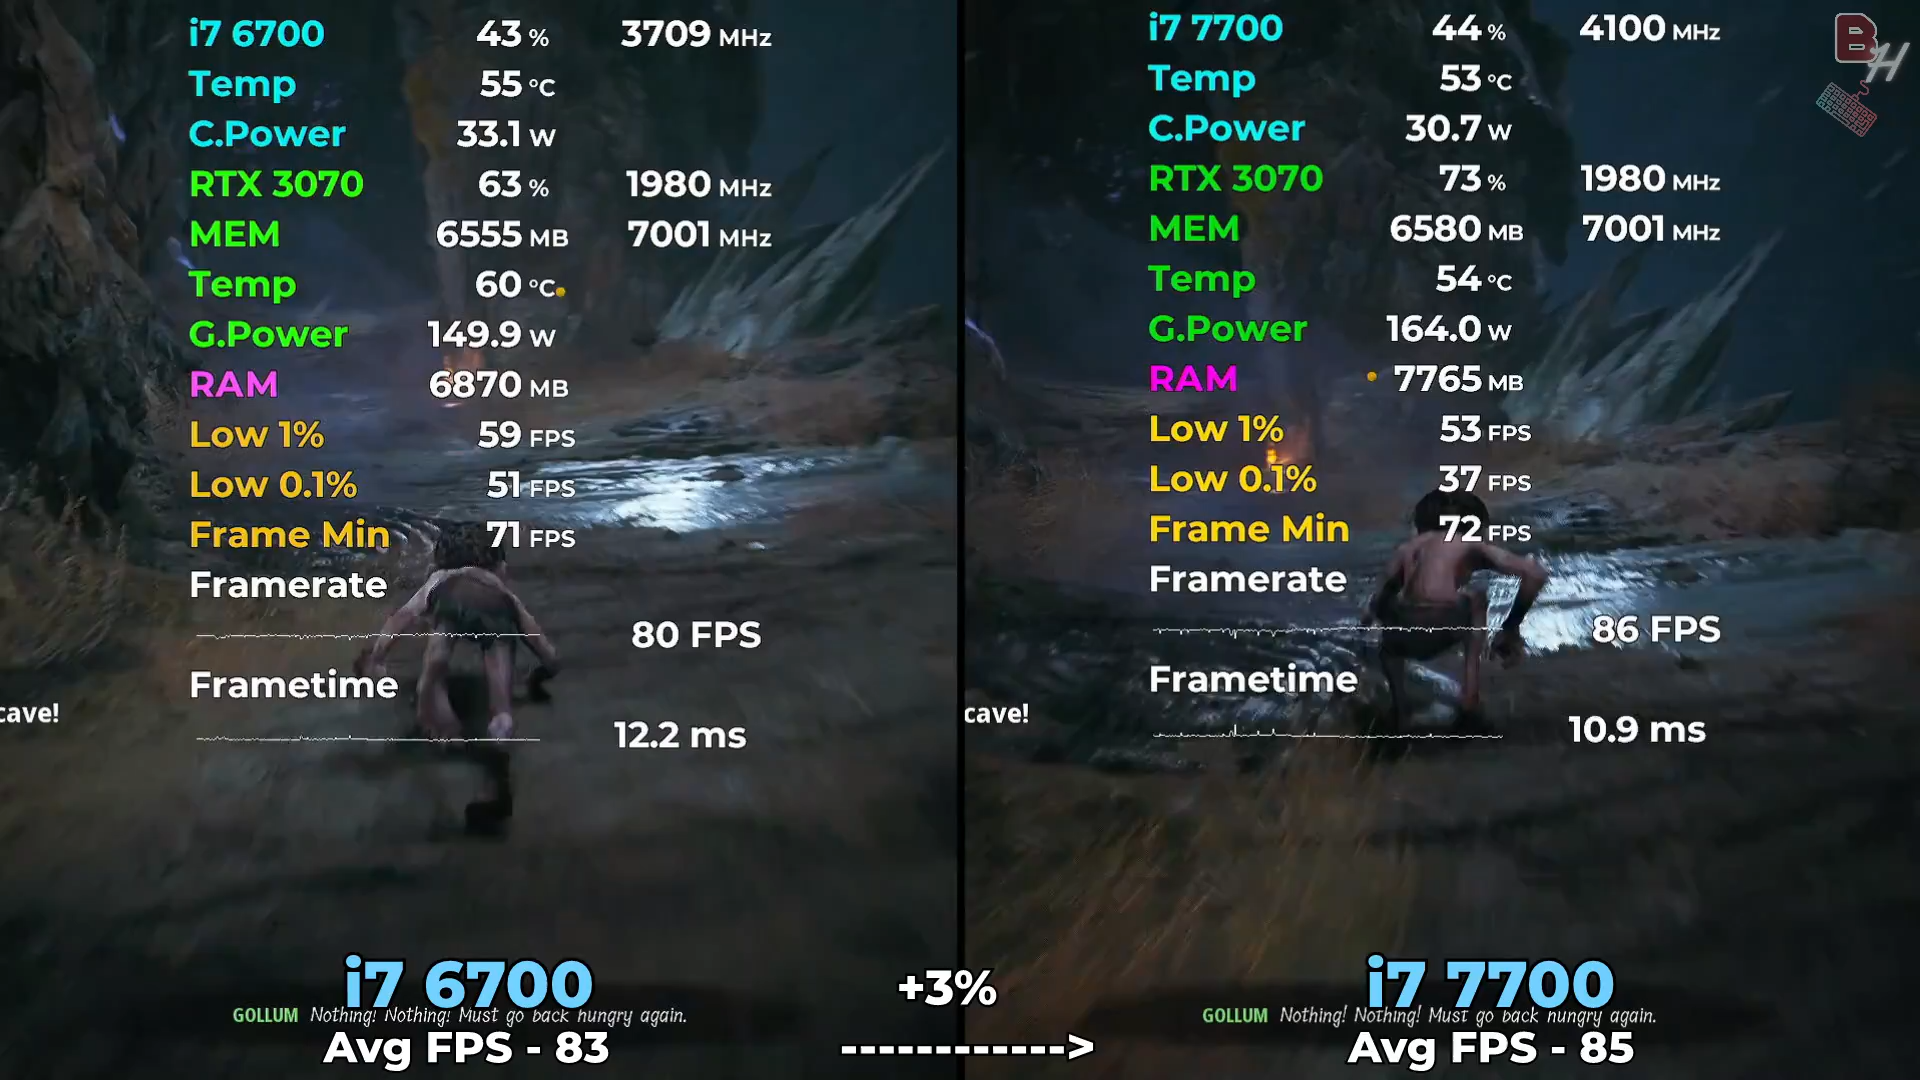 i7 6700 43 % 3709 MHz
Temp 55 °C
C.Power 33.1 W
RTX 3070 63 % 1980 MHz
MEM 6555 MB 7001 MHz
Temp 60 °C
G.Power 149.9 W
RAM 6870 MB
Low 1% 59 FPS
Low 0.1% 51 FPS
Frame Min 71 FPS
Framerate
80 FPS
Frametime
12.2 ms
cave!
i7 6700
GOLLUM Nothing! Nothing! Must go back hungry again.
Avg FPS - 83
+3%
------------>
i7 7700 44 % 4100 MHz
Temp 53 °C
C.Power 30.7 W
RTX 3070 73 % 1980 MHz
MEM 6580 MB 7001 MHz
Temp 54 °C
G.Power 164.0 W
RAM 7765 MB
Low 1% 53 FPS
Low 0.1% 37 FPS
Frame Min 72 FPS
Framerate
86 FPS
Frametime
10.9 ms
cave!
i7 7700
GOLLUM Nothing! Nothing! Must go back hungry again.
Avg FPS - 85
BH